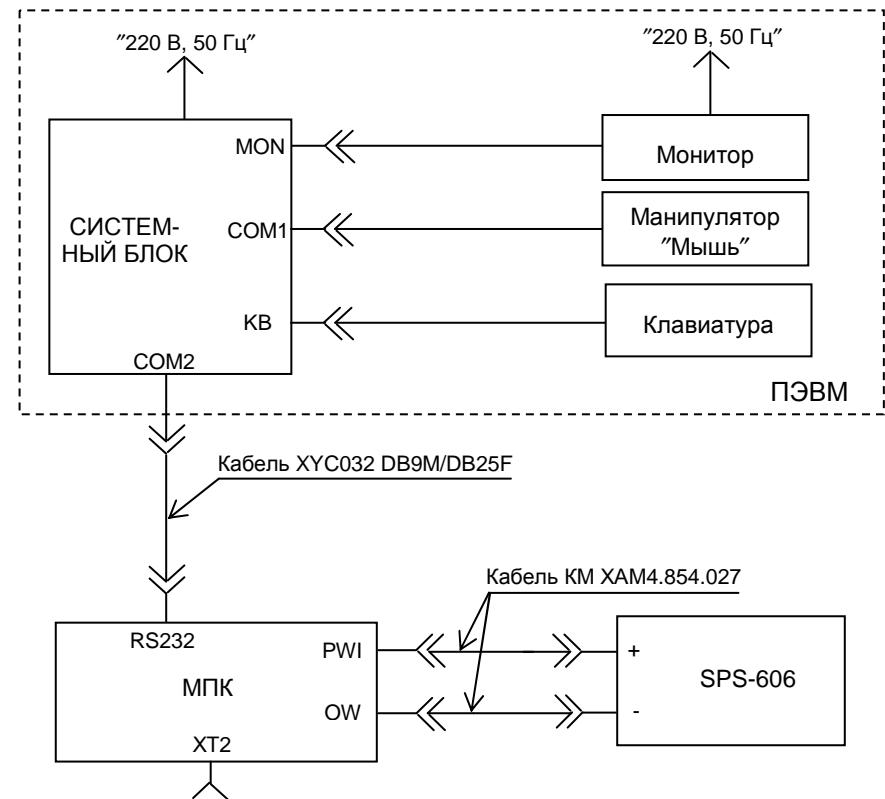 ″220 В, 50 Гц″
″220 В, 50 Гц″
MON
Монитор
СИСТЕМ-
НЫЙ БЛОК
COM1
Манипулятор
″Мышь″
KB
Клавиатура
COM2
ПЭВМ
Кабель XYC032 DB9M/DB25F
Кабель КМ ХАМ4.854.027
RS232
PWI
+
МПК
SPS-606
OW
-
XT2